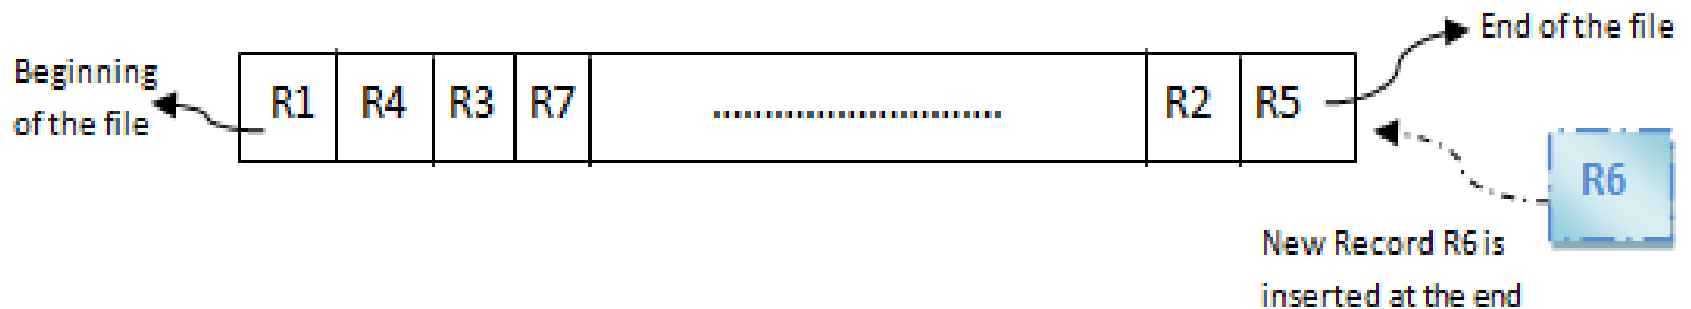 End of the file
Beginning
of the file
R1 R4 R3 R7 ............................ R2 R5
R6
New Record R6 is
inserted at the end